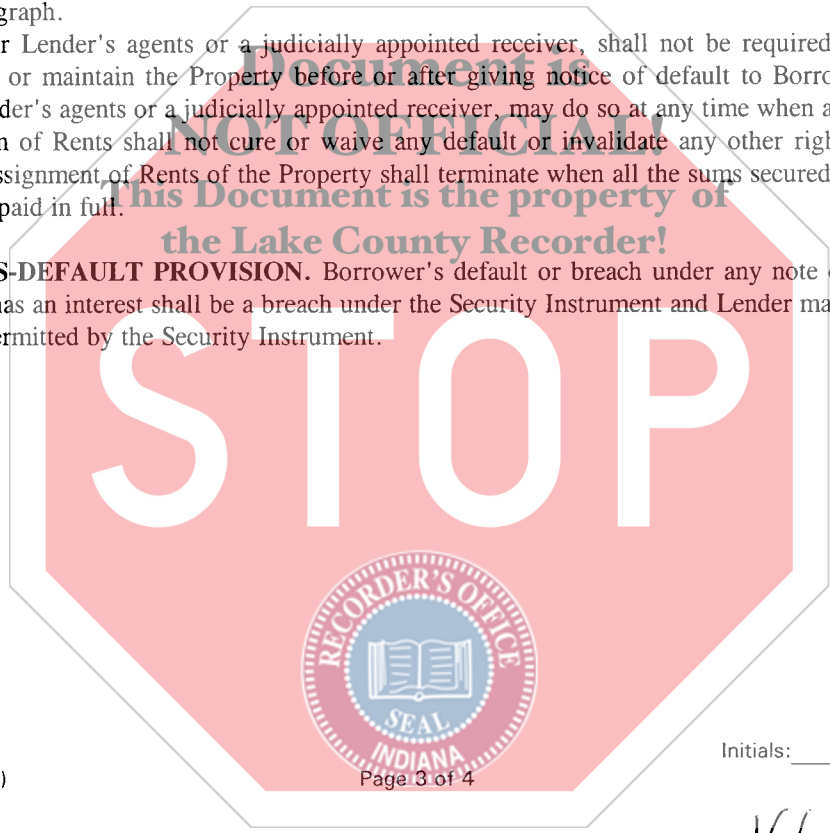 graph.
r Lender's agents or a judicially appointed receiver, shall not be required
or maintain the Property before or after giving notice of default to Borro
der's agents or a judicially appointed receiver, may do so at any time when a
n of Rents shall not cure or waive any default or invalidate any other righ
ssignment of Rents of the Property shall terminate when all the sums secured
paid in full.
Document is
NOT OFFICIAL!
This Document is the property of
the Lake County Recorder!
S-DEFAULT PROVISION. Borrower's default or breach under any note
has an interest shall be a breach under the Security Instrument and Lender ma
ermitted by the Security Instrument.
STOP
RECORDER'S OFFICE
SEAL
INDIANA
Initials:
)
Page 3 of 4